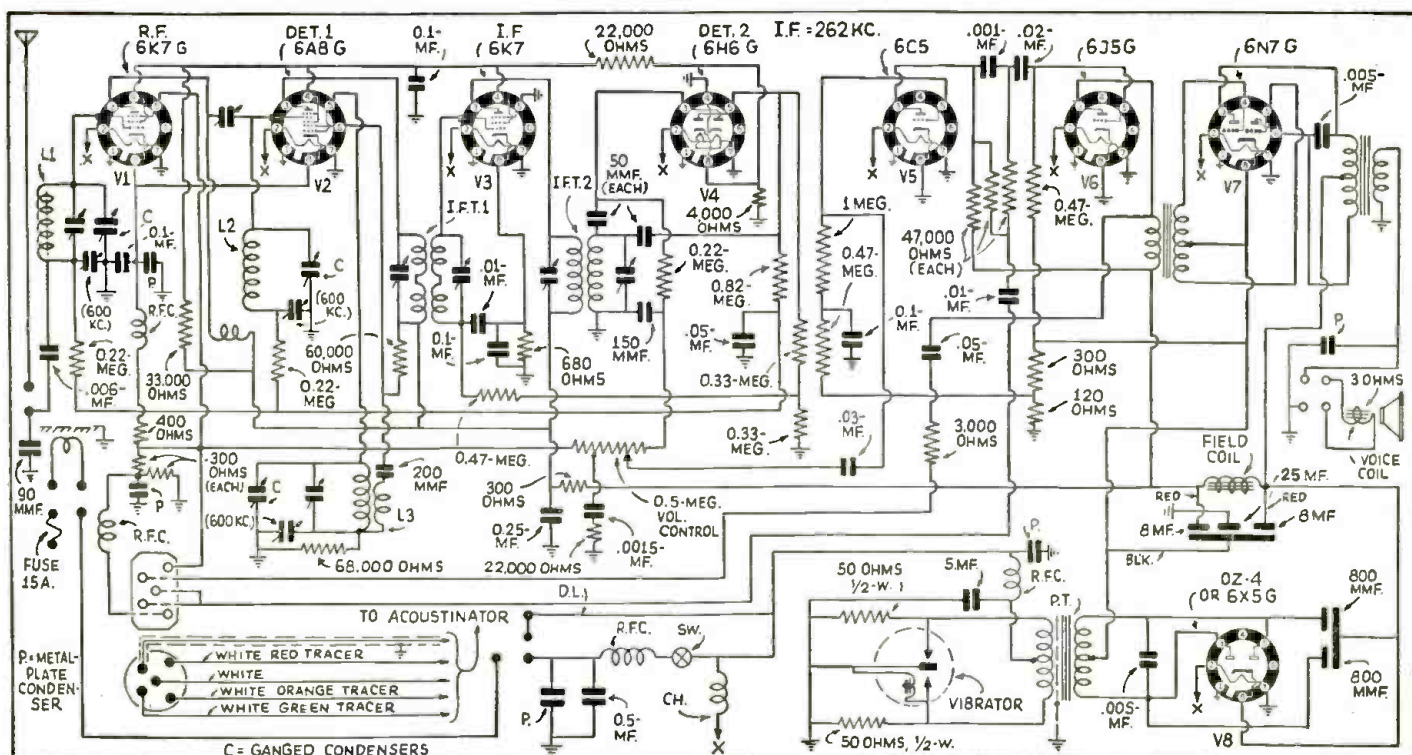 R.F.
6K7G
DET. 1
6A8G
0.1-
MF.
I.F
6K7
22,000
OHMS
DET. 2
6H6G
I.F. = 262 KC.
6C5
.001-
MF.
.02-
MF.
6J5G
6N7G
.005-
MF.
L1
X
V1
X
V2
X
V3
I.F.T.2
50
MMF.
(EACH)
X
V4
X
V5
X
V6
X
V7
C
0.1-
MF.
P
(600
KC.)
R.F.C.
L2
C
(600
KC.)
I.F.T.1
.01-
MF.
4,000
OHMS
0.22-
MEG.
0.82-
MEG.
1 MEG.
0.47-
MEG.
47,000
OHMS
(EACH)
0.47-
MEG.
.01-
MF.
0.22
MEG.
.006-
MF.
33,000
OHMS
60,000
OHMS
0.22-
MEG
0.1-
MF.
680
OHMS
150
MMF.
.05-
MF.
0.33-MEG.
0.1-
MF.
.05-
MF.
300
OHMS
120
OHMS
P.
3 OHMS
VOICE
COIL
400
OHMS
300
OHMS
(EACH)
P
90
MMF.
FUSE
15A.
R.F.C.
C
(600KC.)
68,000 OHMS
200
MMF
L3
0.47-MEG.
300
OHMS
0.25-
MF.
22,000 OHMS
.0015-
MF.
0.5-MEG.
VOL.
CONTROL
0.33-
MEG.
.03-
MF.
3,000
OHMS
FIELD
COIL
25 MF.
RED
RED
8 MF.
8 MF.
BLK.
D.L.
TO ACOUSTINATOR
P.=METAL-
PLATE
CONDEN-
SER
WHITE RED TRACER
WHITE
WHITE ORANGE TRACER
WHITE GREEN TRACER
C = GANGED CONDENSERS
R.F.C.
SW.
P.
0.5-
MF.
CH.
X
50 OHMS
1/2-W.
.5MF.
P.
R.F.C.
P.T.
VIBRATOR
50 OHMS, 1/2-W.
OZ-4
OR 6X5G
.005-
MF.
X
V8
800
MMF.
800
MMF.